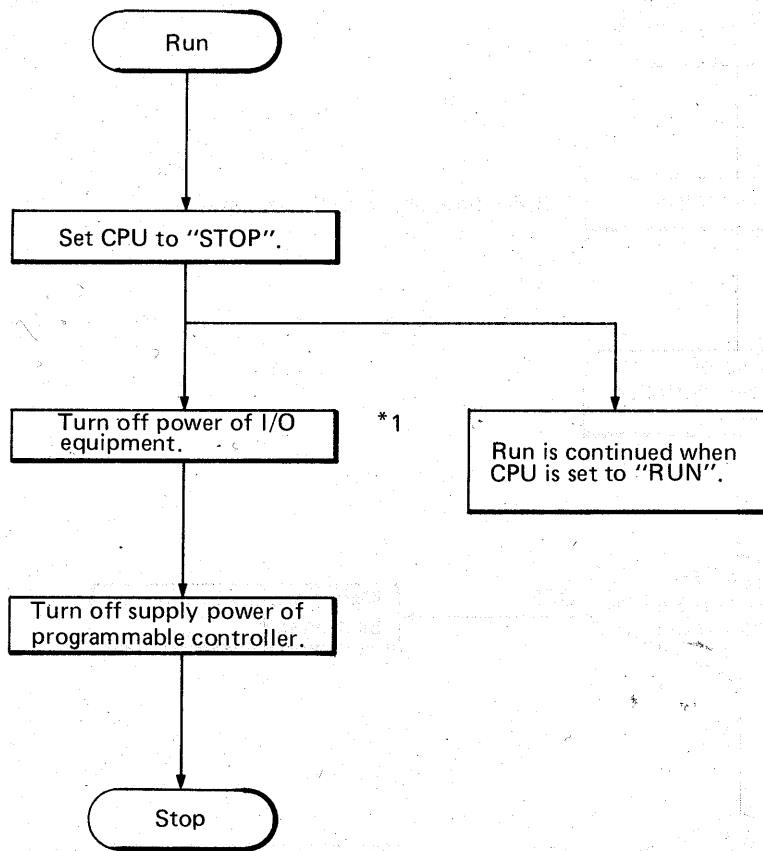 Run
Set CPU to “STOP”.
Turn off power of I/O
equipment.
*1
Run is continued when
CPU is set to “RUN”.
Turn off supply power of
programmable controller.
Stop